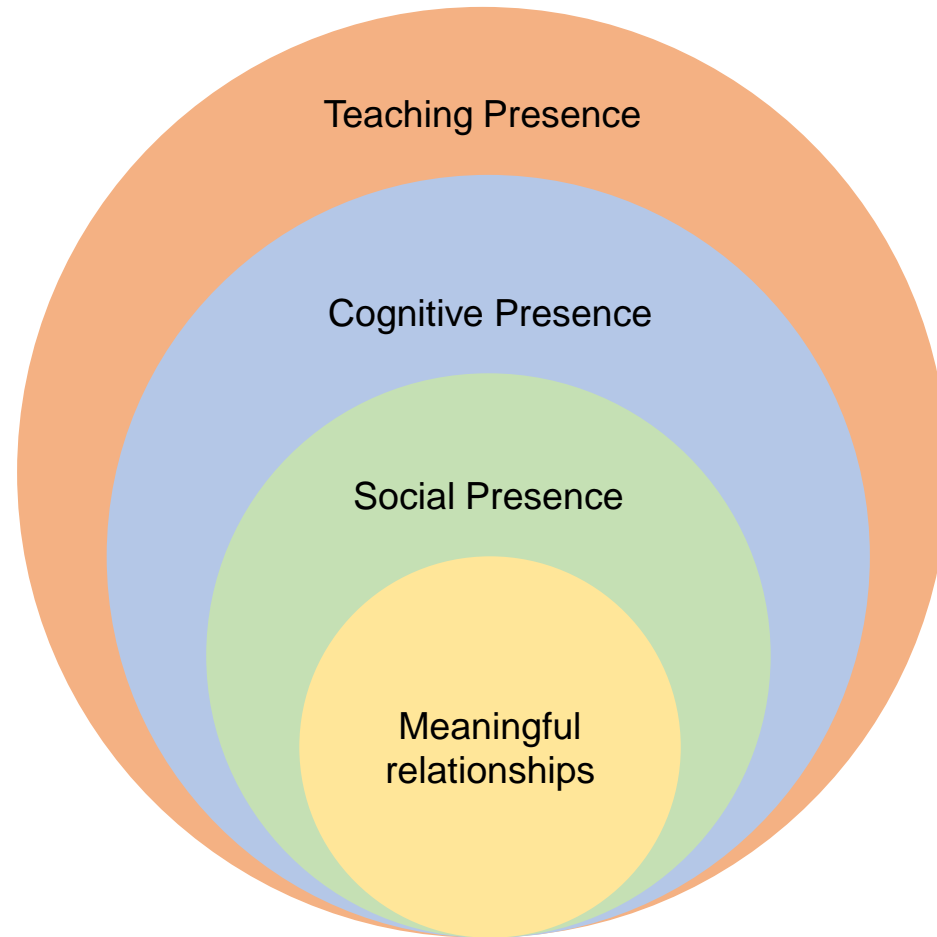 Teaching Presence
Cognitive Presence
Social Presence
Meaningful
relationships